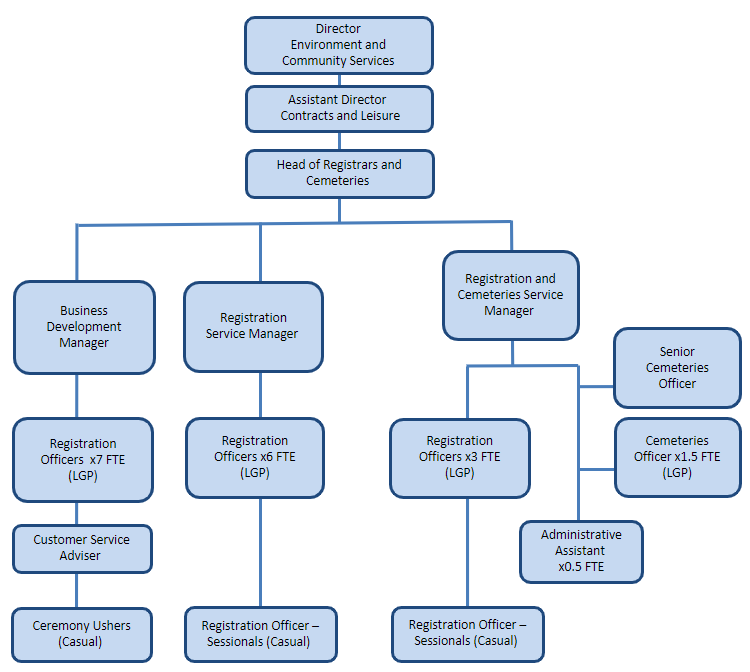 Director
Environment and
Community Services
Assistant Director
Contracts and Leisure
Head of Registrars and
Cemeteries
Business
Development
Manager
Registration
Service Manager
Registration and
Cemeteries Service
Manager
Senior
Cemeteries
Officer
Registration
Officers  x7 FTE
(LGP)
Registration
Officers x6 FTE
(LGP)
Registration
Officers x3 FTE
(LGP)
Cemeteries
Officer x1.5 FTE
(LGP)
Customer Service
Adviser
Administrative
Assistant
x0.5 FTE
Ceremony Ushers
(Casual)
Registration Officer –
Sessionals (Casual)
Registration Officer –
Sessionals (Casual)